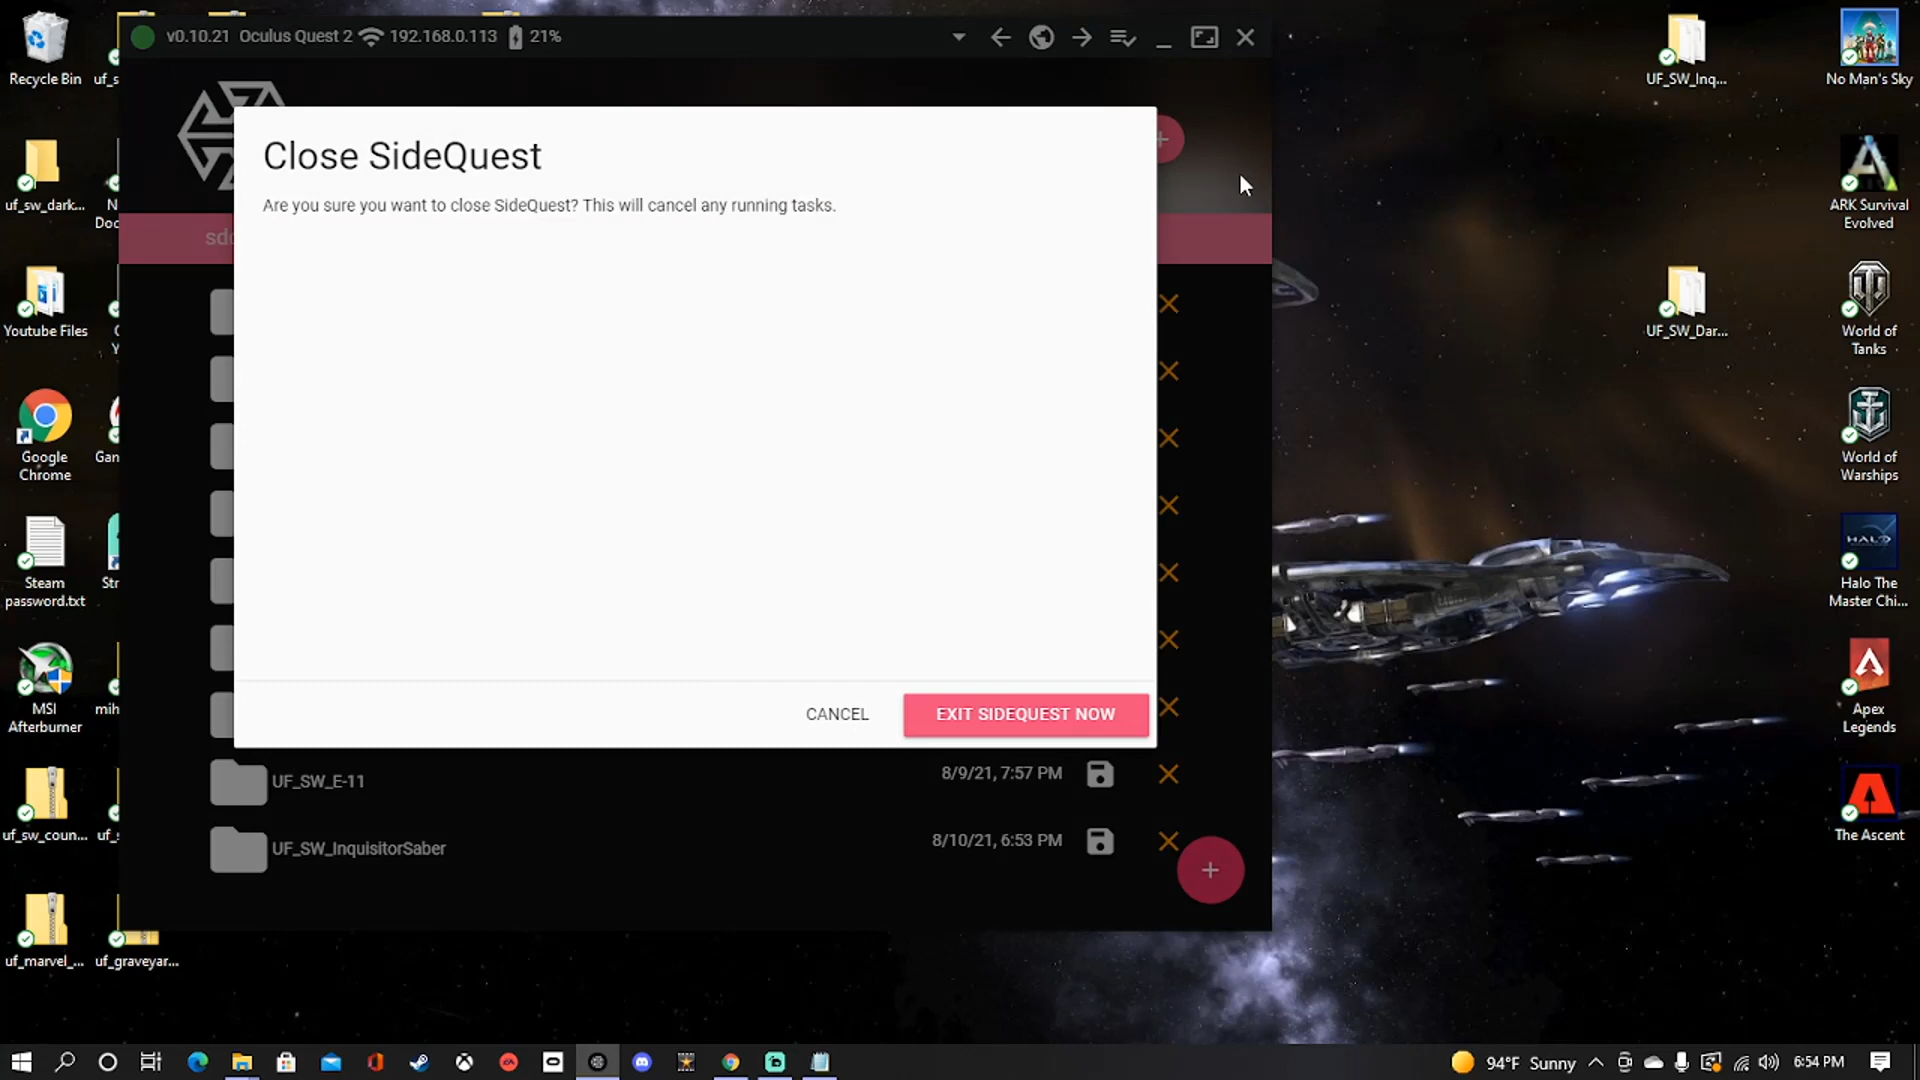 v0.10.21 Oculus Quest 2 192.168.0.113 21%
Close SideQuest
Are you sure you want to close SideQuest? This will cancel any running tasks.
CANCEL
EXIT SIDEQUEST NOW
UF_SW_E-11
8/9/21, 7:57 PM
UF_SW_InquisitorSaber
8/10/21, 6:53 PM
Recycle Bin
uf_sw_dark...
Youtube Files
Google
Chrome
Steam
password.txt
MSI
Afterburner
uf_sw_coun...
uf_marvel_...
uf_graveyar...
UF_SW_Inq...
UF_SW_Dar...
No Man's Sky
ARK Survival
Evolved
World of
Tanks
World of
Warships
HALO
Halo The
Master Chi...
Apex
Legends
The Ascent
94°F Sunny
6:54 PM